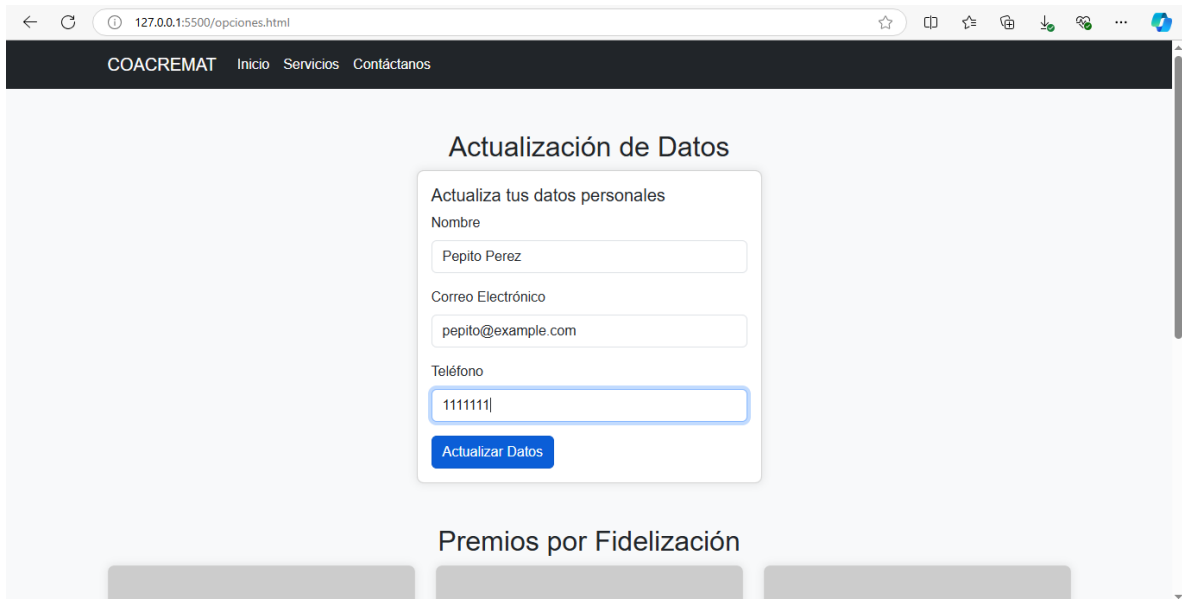 127.0.0.1:5500/opciones.html
COACREMAT Inicio Servicios Contáctanos
Actualización de Datos
Actualiza tus datos personales
Nombre
Pepito Perez
Correo Electrónico
pepito@example.com
Teléfono
1111111
Actualizar Datos
Premios por Fidelización